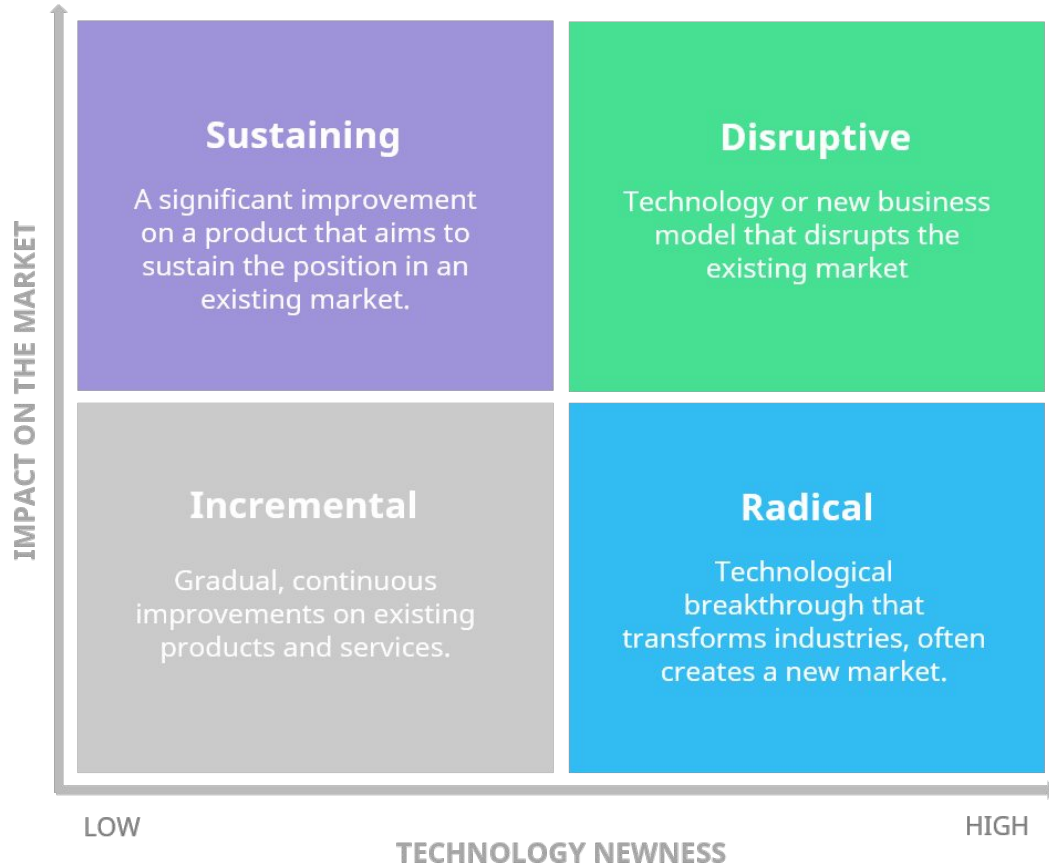 IMPACT ON THE MARKET
Sustaining
A significant improvement
on a product that aims to
sustain the position in an
existing market.
Disruptive
Technology or new business
model that disrupts the
existing market
Incremental
Gradual, continuous
improvements on existing
products and services.
Radical
Technological
breakthrough that
transforms industries, often
creates a new market.
LOW
HIGH
TECHNOLOGY NEWNESS